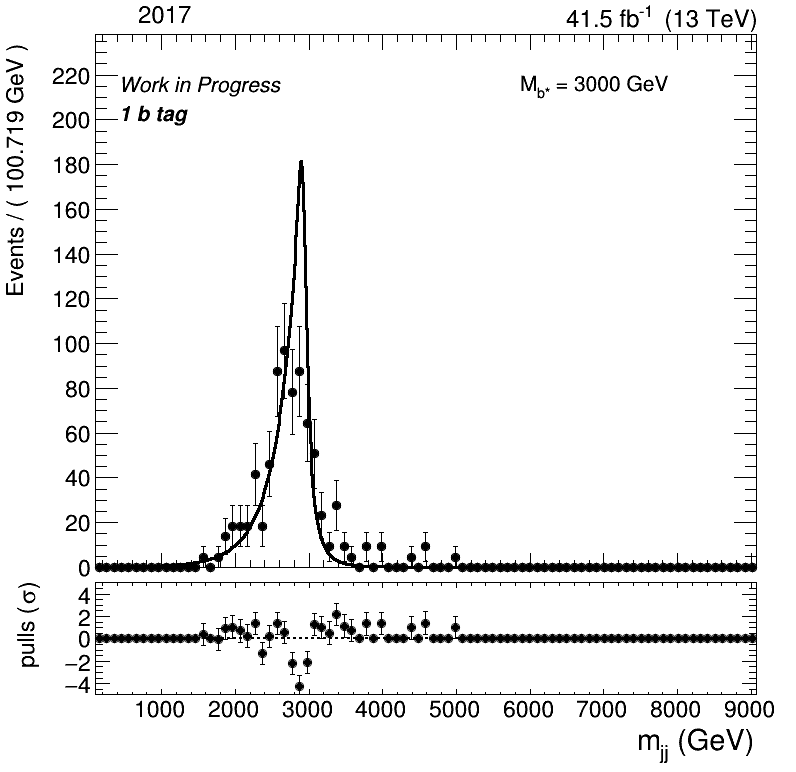 2017
41.5 fb⁻¹ (13 TeV)
Events / ( 100.719 GeV )
Work in Progress
1 b tag
M_b* = 3000 GeV
220
200
180
160
140
120
100
80
60
40
20
0
pulls (σ)
4
2
0
−2
−4
1000 2000 3000 4000 5000 6000 7000 8000 9000
m_jj (GeV)